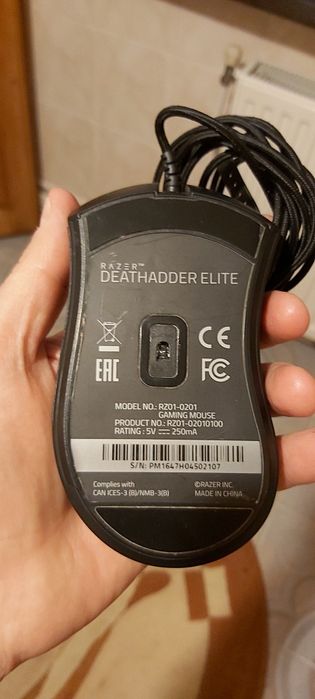 RAZER™
DEATHADDER ELITE
CE
EAC FC
MODEL NO.: RZ01-0201
GAMING MOUSE
PRODUCT NO.: RZ01-02010100
RATING : 5V ⎓ 250mA
S/N: PM1647H04502107
Complies with ©RAZER INC.
CAN ICES-3 (B)/NMB-3(B) MADE IN CHINA